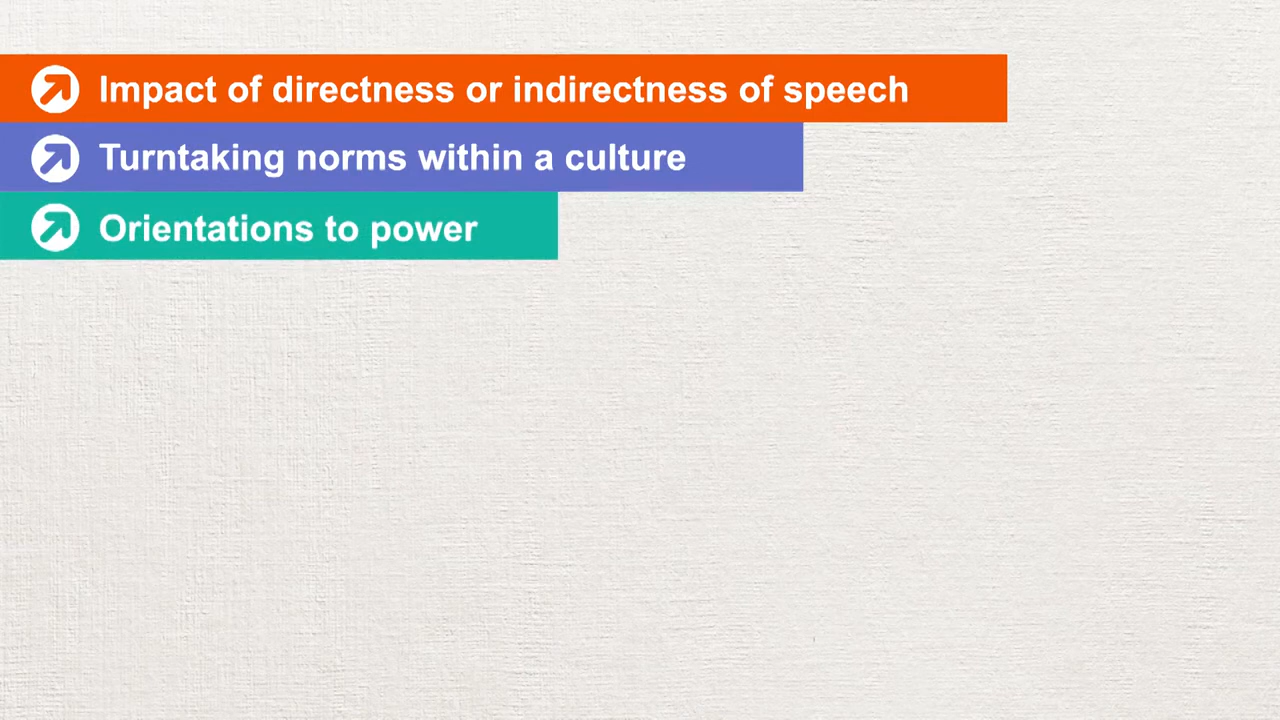 Impact of directness or indirectness of speech
Turntaking norms within a culture
Orientations to power